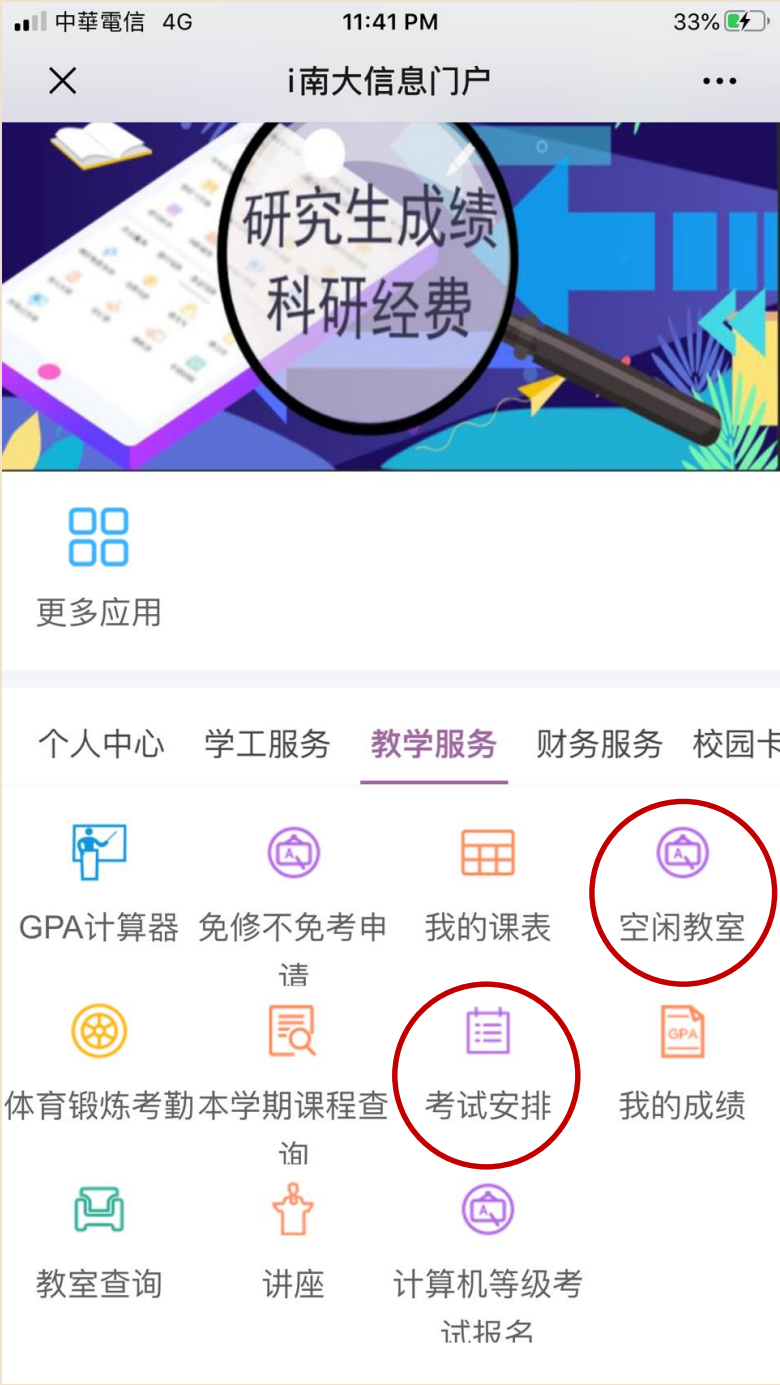 中華電信 4G 11:41 PM 33%
i南大信息门户
研究生成绩
科研经费
更多应用
个人中心 学工服务 教学服务 财务服务 校园卡
GPA计算器 免修不免考申请 我的课表 空闲教室
GPA
体育锻炼考勤 本学期课程查询 考试安排 我的成绩
教室查询 讲座 计算机等级考试报名